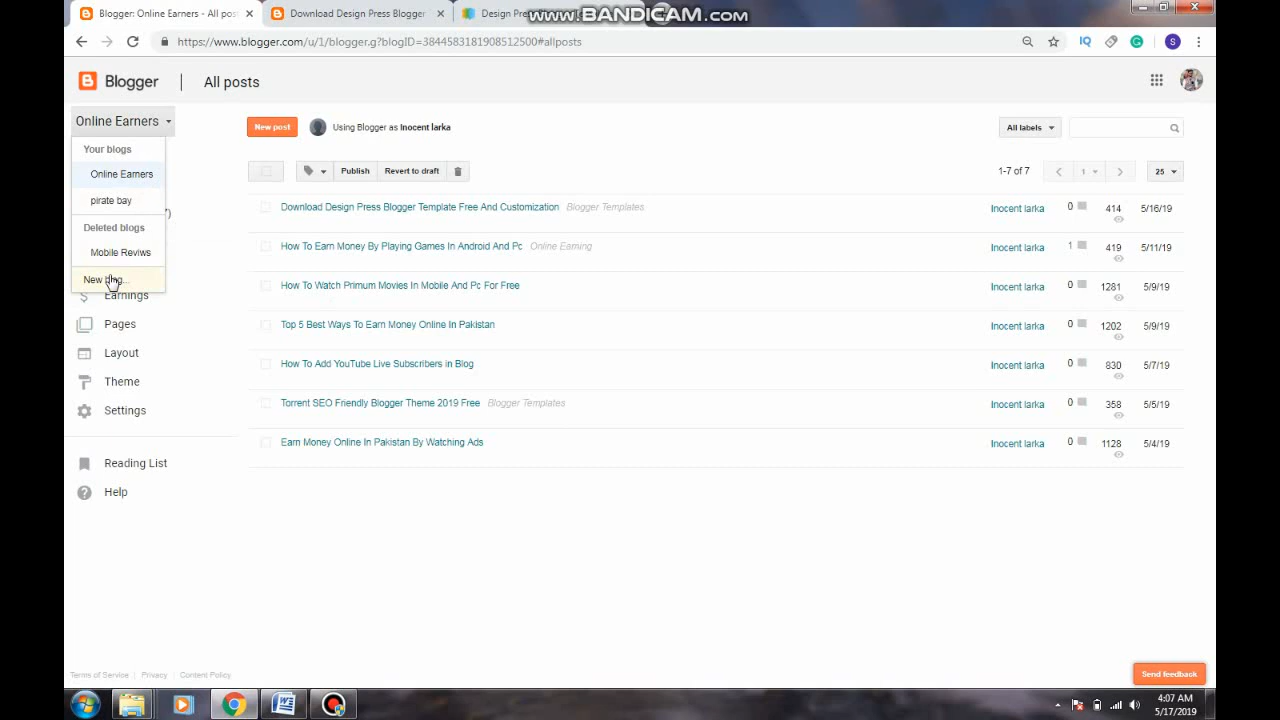 Blogger: Online Earners - All pos
Download Design Press Blogger
Design Pre
www.BANDICAM.com
https://www.blogger.com/u/1/blogger.g?blogID=3844583181908512500#allposts
IQ
G
S
Blogger
All posts
Online Earners
Your blogs
Online Earners
pirate bay
)
Deleted blogs
Mobile Reviws
New blog...
Earnings
Pages
Layout
Theme
Settings
Reading List
Help
New post
Using Blogger as Inocent larka
All labels
Publish
Revert to draft
1-7 of 7
1
25
Download Design Press Blogger Template Free And Customization Blogger Templates Inocent larka 0 414 5/16/19
How To Earn Money By Playing Games In Android And Pc Online Earning Inocent larka 1 419 5/11/19
How To Watch Primum Movies In Mobile And Pc For Free Inocent larka 0 1281 5/9/19
Top 5 Best Ways To Earn Money Online In Pakistan Inocent larka 0 1202 5/9/19
How To Add YouTube Live Subscribers in Blog Inocent larka 0 830 5/7/19
Torrent SEO Friendly Blogger Theme 2019 Free Blogger Templates Inocent larka 0 358 5/5/19
Earn Money Online In Pakistan By Watching Ads Inocent larka 0 1128 5/4/19
Terms of Service | Privacy | Content Policy
Send feedback
4:07 AM
5/17/2019